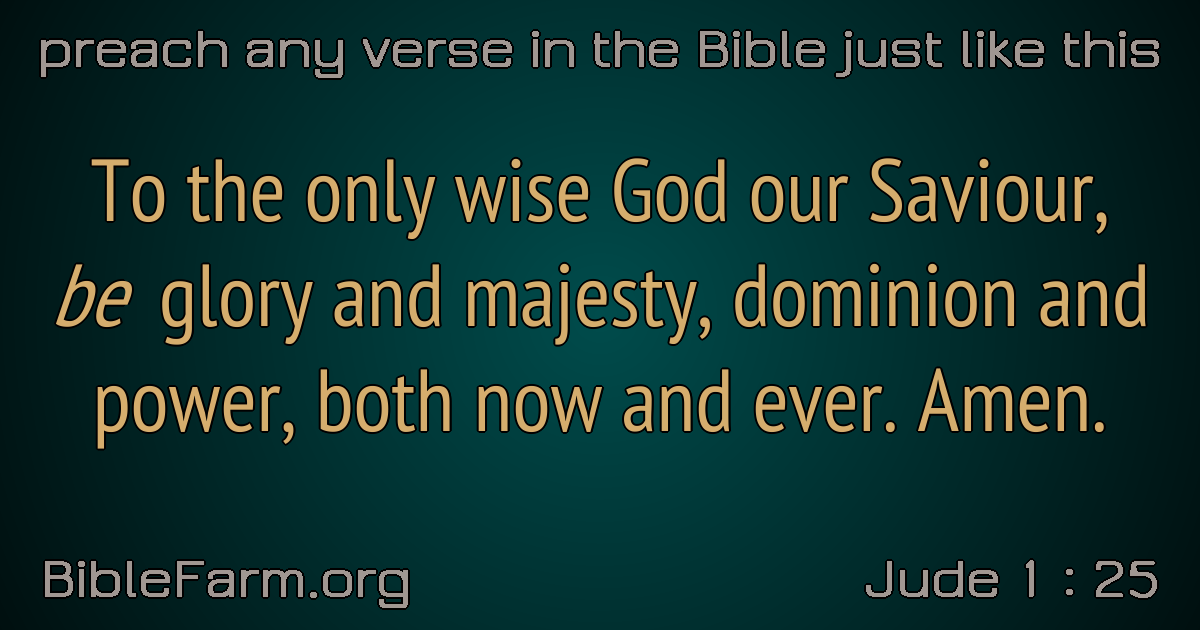 preach any verse in the Bible just like this
To the only wise God our Saviour,
be glory and majesty, dominion and
power, both now and ever. Amen.
BibleFarm.org
Jude 1 : 25